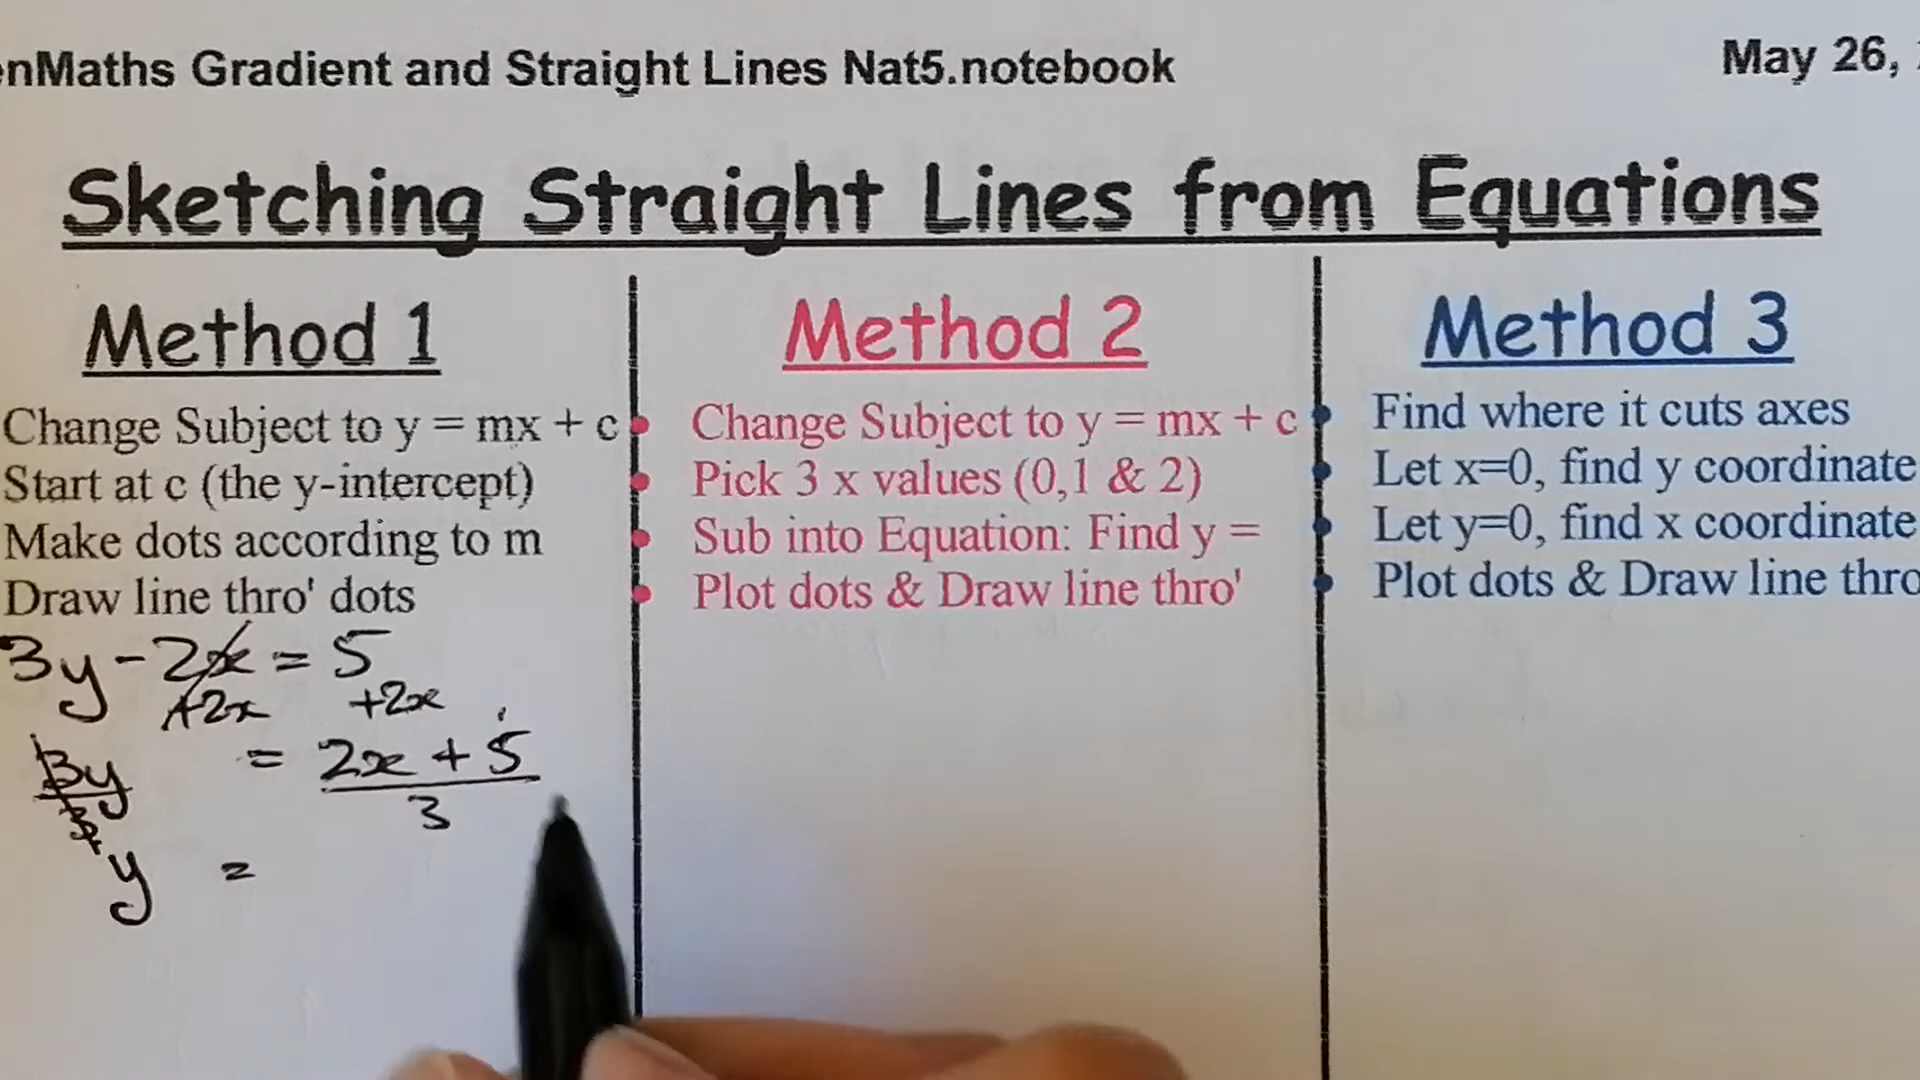 nMaths Gradient and Straight Lines Nat5.notebook
May 26,
Sketching Straight Lines from Equations
Method 1
Change Subject to y = mx + c
Start at c (the y-intercept)
Make dots according to m
Draw line thro' dots
3y - 2x = 5
+2x +2x
3y = 2x + 5
3 3
y =
Method 2
• Change Subject to y = mx + c
• Pick 3 x values (0,1 & 2)
• Sub into Equation: Find y =
• Plot dots & Draw line thro'
Method 3
• Find where it cuts axes
• Let x=0, find y coordinate
• Let y=0, find x coordinate
• Plot dots & Draw line thro